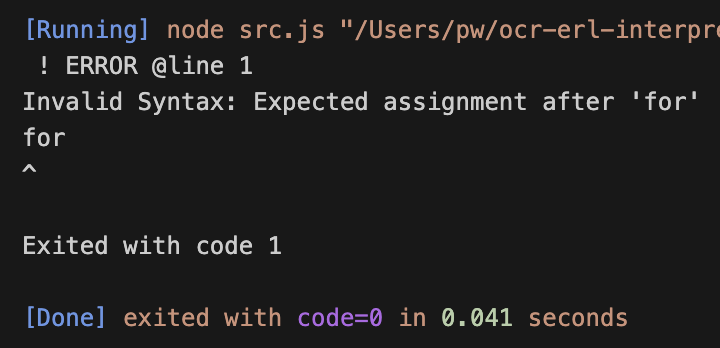 [Running] node src.js "/Users/pw/ocr-erl-interpre
! ERROR @line 1
Invalid Syntax: Expected assignment after 'for'
for
^
Exited with code 1
[Done] exited with code=0 in 0.041 seconds